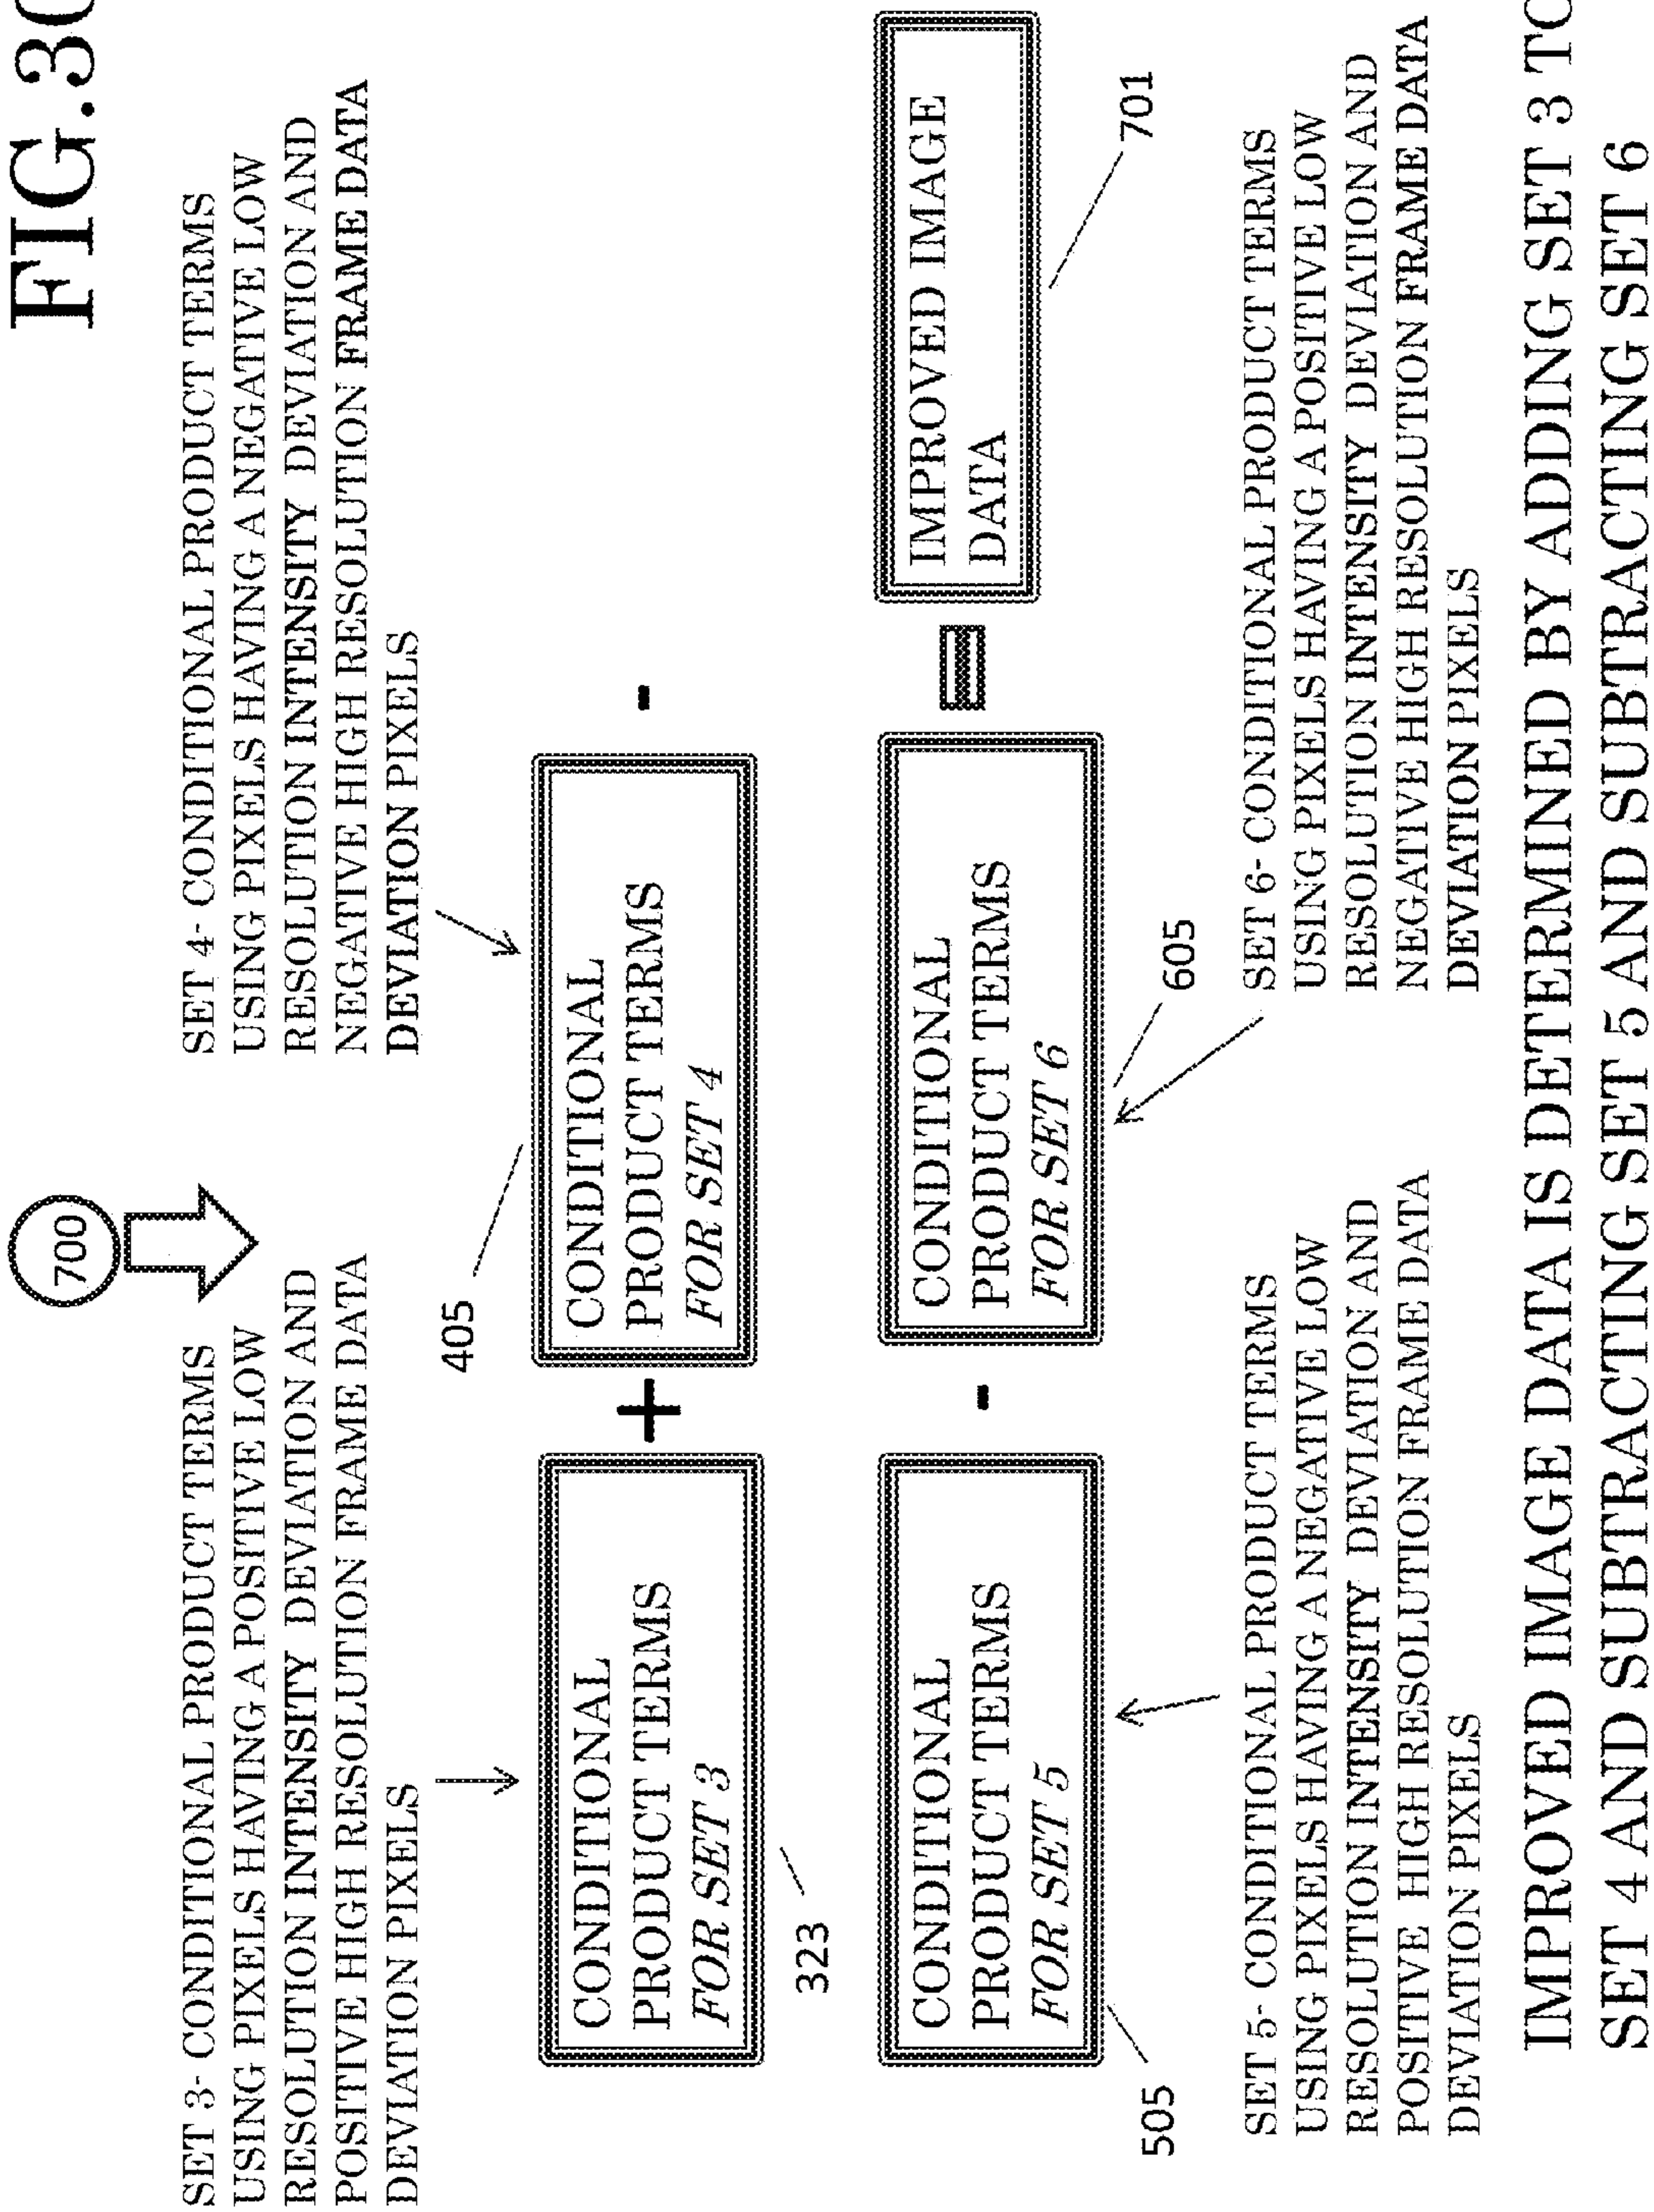 FIG.3
700
SET 3- CONDITIONAL PRODUCT TERMS
USING PIXELS HAVING A POSITIVE LOW
RESOLUTION INTENSITY DEVIATION AND
POSITIVE HIGH RESOLUTION FRAME DATA
DEVIATION PIXELS
SET 4- CONDITIONAL PRODUCT TERMS
USING PIXELS HAVING A NEGATIVE LOW
RESOLUTION INTENSITY DEVIATION AND
NEGATIVE HIGH RESOLUTION FRAME DATA
DEVIATION PIXELS
405
CONDITIONAL
PRODUCT TERMS
FOR SET 3
+
CONDITIONAL
PRODUCT TERMS
FOR SET 4
-
323
CONDITIONAL
PRODUCT TERMS
FOR SET 5
-
CONDITIONAL
PRODUCT TERMS
FOR SET 6
=
IMPROVED IMAGE
DATA
505
605
701
SET 5- CONDITIONAL PRODUCT TERMS
USING PIXELS HAVING A NEGATIVE LOW
RESOLUTION INTENSITY DEVIATION AND
POSITIVE HIGH RESOLUTION FRAME DATA
DEVIATION PIXELS
SET 6- CONDITIONAL PRODUCT TERMS
USING PIXELS HAVING A POSITIVE LOW
RESOLUTION INTENSITY DEVIATION AND
NEGATIVE HIGH RESOLUTION FRAME DATA
DEVIATION PIXELS
IMPROVED IMAGE DATA IS DETERMINED BY ADDING SET 3 TO
SET 4 AND SUBTRACTING SET 5 AND SUBTRACTING SET 6